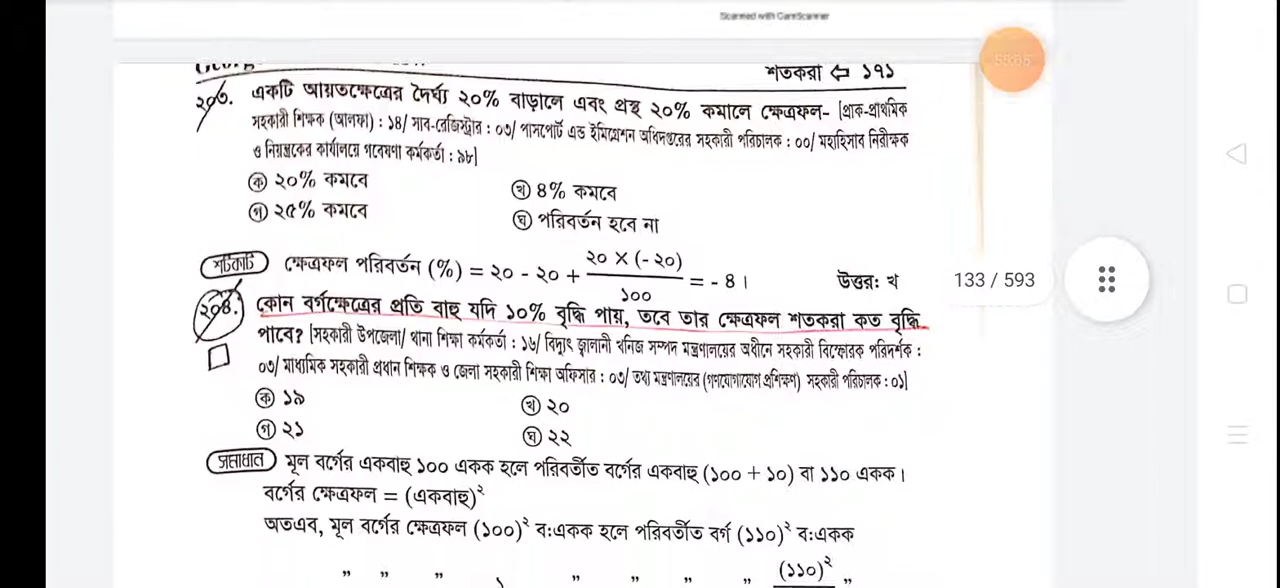 Scanned with CamScanner
শতকরা ⇦ ১৭১
55:55
২০৩. একটি আয়তক্ষেত্রের দৈর্ঘ্য ২০% বাড়ালে এবং প্রস্থ ২০% কমালে ক্ষেত্রফল- [প্রাক-প্রাথমিক
সহকারী শিক্ষক (আলফা) : ১৪/ সাব-রেজিস্ট্রার : ০৩/ পাসপোর্ট এন্ড ইমিগ্রেশন অধিদপ্তরের সহকারী পরিচালক : ০০/ মহাহিসাব নিরীক্ষক
ও নিয়ন্ত্রকের কার্যালয়ে গবেষণা কর্মকর্তা : ৯৮]
ক ২০% কমবে খ ৪% কমবে
গ ২৫% কমবে ঘ পরিবর্তন হবে না
শর্টকাট ক্ষেত্রফল পরিবর্তন (%) = ২০ - ২০ + ২০ × (- ২০) / ১০০ = - ৪। উত্তর: খ
133 / 593
২০৪. কোন বর্গক্ষেত্রের প্রতি বাহু যদি ১০% বৃদ্ধি পায়, তবে তার ক্ষেত্রফল শতকরা কত বৃদ্ধি
পাবে? [সহকারী উপজেলা/ থানা শিক্ষা কর্মকর্তা : ১৬/ বিদ্যুৎ জ্বালানী খনিজ সম্পদ মন্ত্রণালয়ের অধীনে সহকারী বিস্ফোরক পরিদর্শক :
০৩/ মাধ্যমিক সহকারী প্রধান শিক্ষক ও জেলা সহকারী শিক্ষা অফিসার : ০৩/ তথ্য মন্ত্রণালয়ের (গণযোগাযোগ প্রশিক্ষণ) সহকারী পরিচালক : ০১]
ক ১৯ খ ২০
গ ২১ ঘ ২২
সমাধান মূল বর্গের একবাহু ১০০ একক হলে পরিবর্তীত বর্গের একবাহু (১০০ + ১০) বা ১১০ একক।
বর্গের ক্ষেত্রফল = (একবাহু)²
অতএব, মূল বর্গের ক্ষেত্রফল (১০০)² ব:একক হলে পরিবর্তীত বর্গ (১১০)² ব:একক
" " " ১ " " " " (১১০)² "